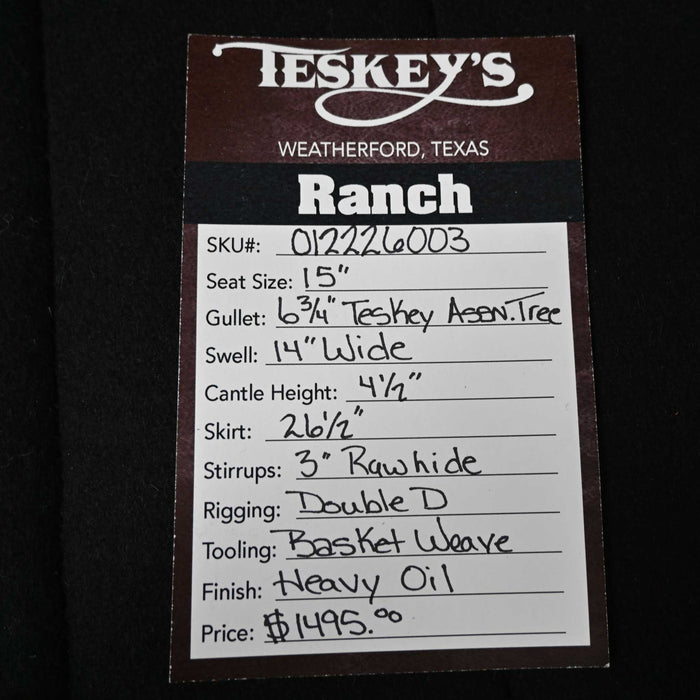 TESKEY'S
WEATHERFORD, TEXAS
Ranch
SKU#: 012226003
Seat Size: 15"
Gullet: 6 3/4" Teskey Assn. Tree
Swell: 14" Wide
Cantle Height: 4 1/2"
Skirt: 26 1/2"
Stirrups: 3" Rawhide
Rigging: Double D
Tooling: Basket Weave
Finish: Heavy Oil
Price: $1495.00